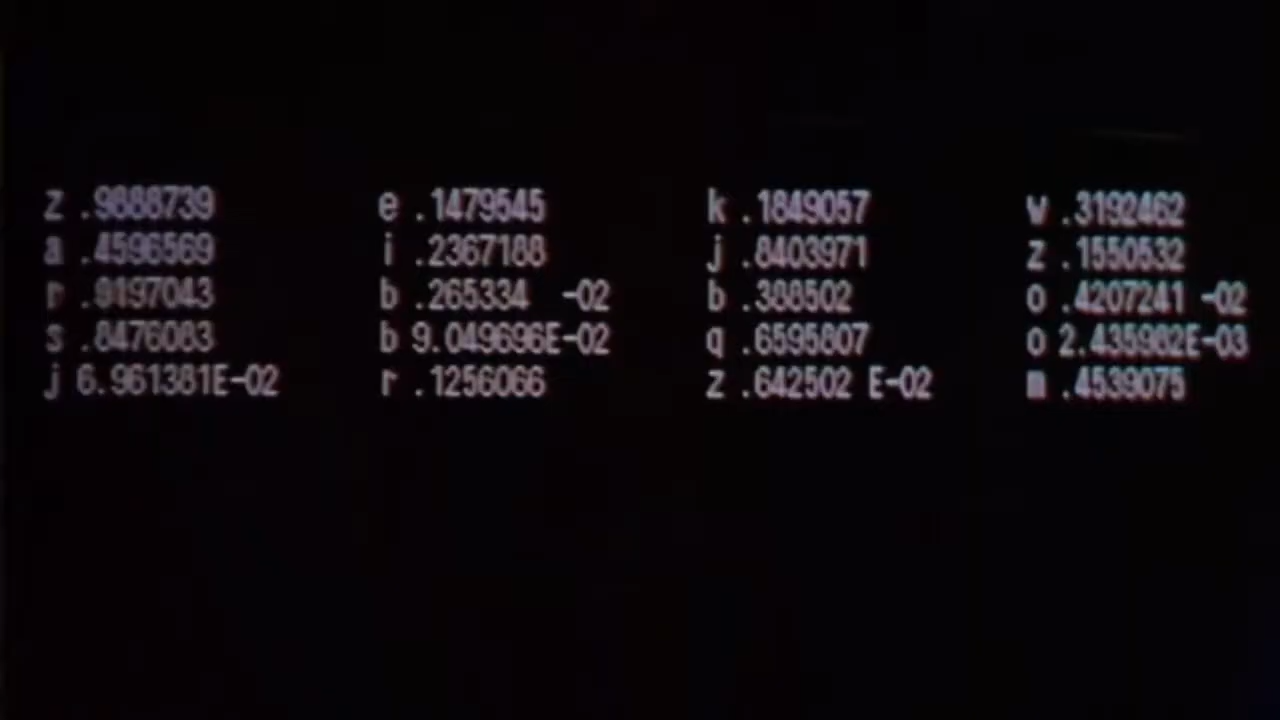 z .9888739 e .1479545 k .1849057 v .3192462
a .4596569 i .2367188 j .8403971 z .1550532
r .9197043 b .265334 -02 b .388502 o .4207241 -02
s .8476083 b 9.049696E-02 q .6595807 o 2.435982E-03
j 6.961381E-02 r .1256066 z .642502 E-02 m .4539075